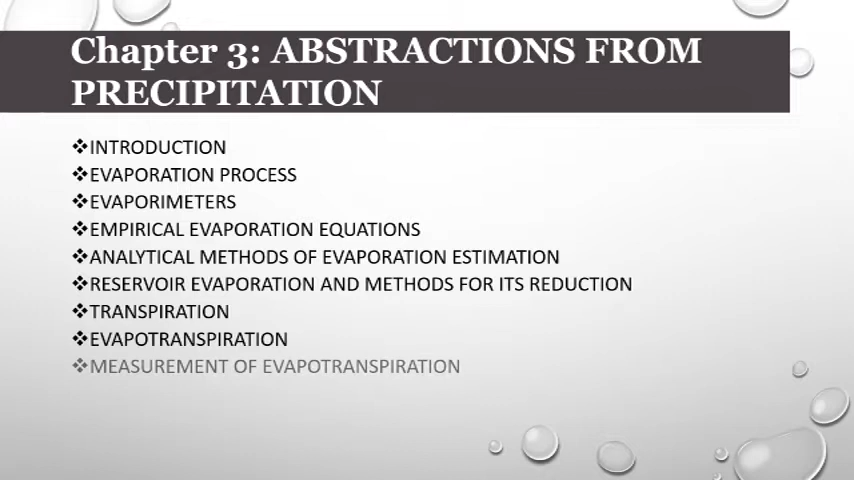 Chapter 3: ABSTRACTIONS FROM
PRECIPITATION
❖INTRODUCTION
❖EVAPORATION PROCESS
❖EVAPORIMETERS
❖EMPIRICAL EVAPORATION EQUATIONS
❖ANALYTICAL METHODS OF EVAPORATION ESTIMATION
❖RESERVOIR EVAPORATION AND METHODS FOR ITS REDUCTION
❖TRANSPIRATION
❖EVAPOTRANSPIRATION
❖MEASUREMENT OF EVAPOTRANSPIRATION